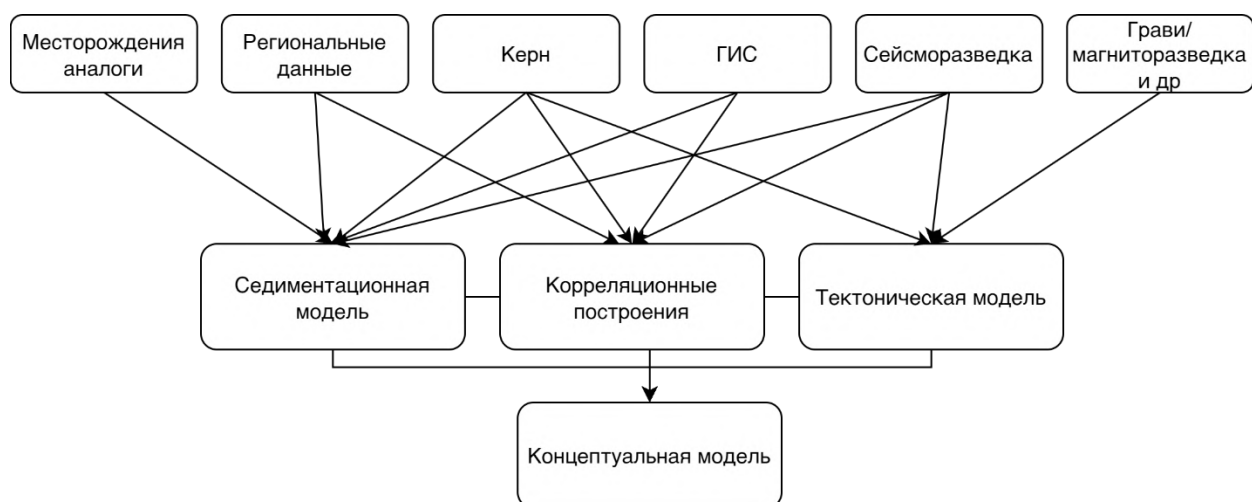 Месторождения
аналоги
Региональные
данные
Керн
ГИС
Сейсморазведка
Грави/
магниторазведка
и др
Седиментационная
модель
Корреляционные
построения
Тектоническая модель
Концептуальная модель